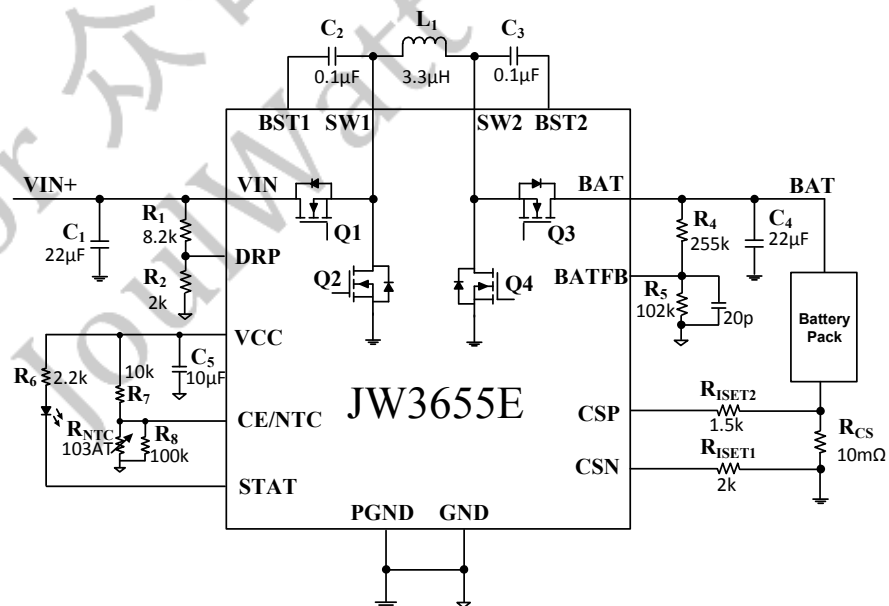 or 众
JoulWatt
C2
0.1µF
L1
3.3µH
C3
0.1µF
BST1 SW1 SW2 BST2
VIN+ VIN BAT BAT
C1
22µF
R1
8.2k
Q1
Q3
R4
255k
C4
22µF
DRP
R2
2k
Q2
Q4
BATFB
R5
102k
20p
Battery
Pack
VCC
R6
2.2k
10k
R7
C5
10µF
JW3655E
CE/NTC
RNTC
103AT
R8
100k
CSP
RISET2
1.5k
RCS
10mΩ
CSN
RISET1
2k
STAT
PGND GND